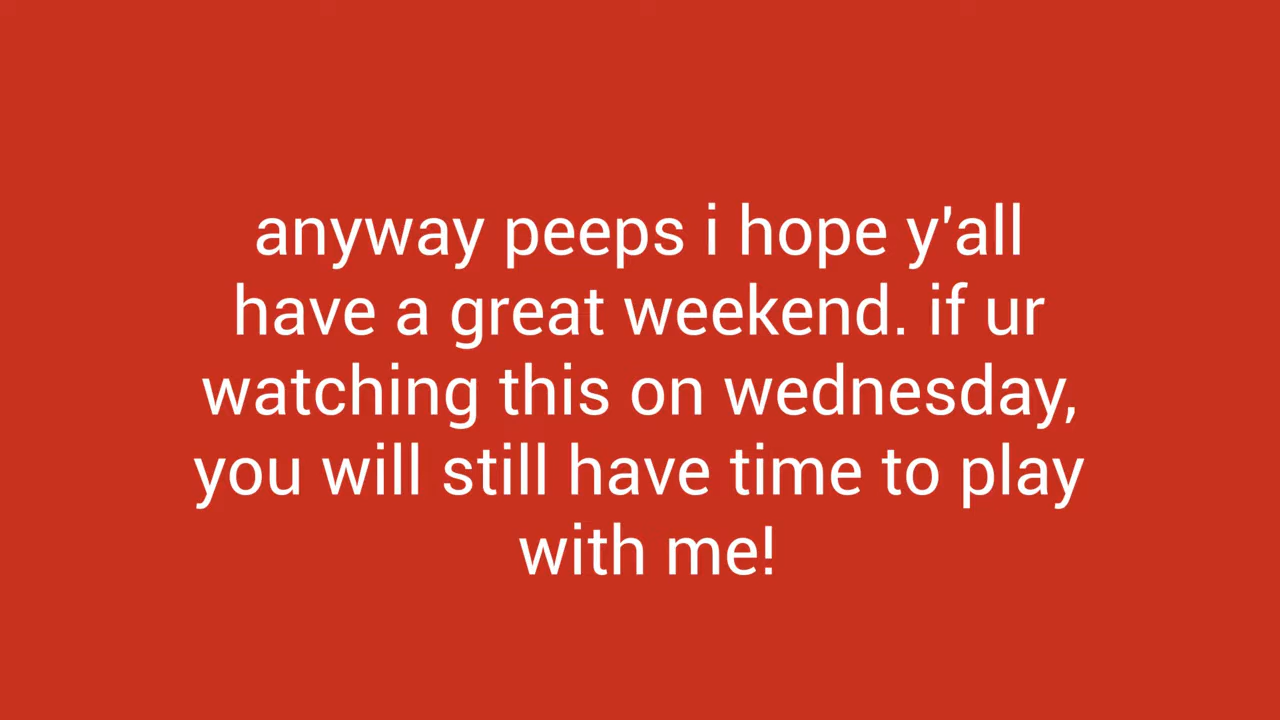 anyway peeps i hope y'all
have a great weekend. if ur
watching this on wednesday,
you will still have time to play
with me!